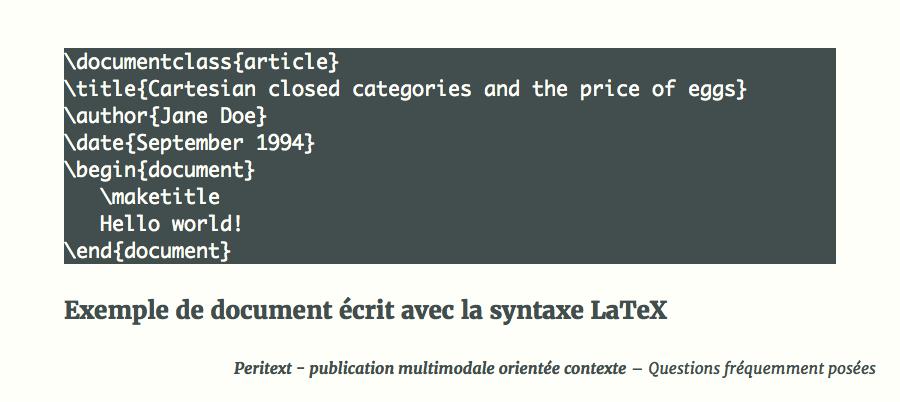 \documentclass{article}
\title{Cartesian closed categories and the price of eggs}
\author{Jane Doe}
\date{September 1994}
\begin{document}
   \maketitle
   Hello world!
\end{document}
Exemple de document écrit avec la syntaxe LaTeX
Peritext - publication multimodale orientée contexte – Questions fréquemment posées